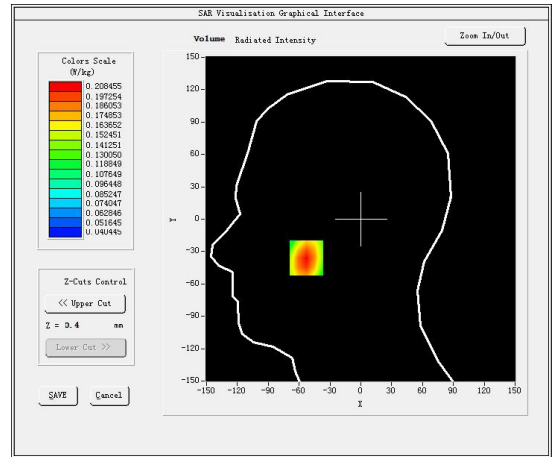 SAR Visualisation Graphical Interface
Volume Radiated Intensity
Zoom In/Out
Colors Scale
(W/kg)
0.208455
0.197254
0.186053
0.174853
0.163652
0.152451
0.141251
0.130050
0.118849
0.107649
0.096448
0.085247
0.074047
0.062846
0.051645
0.040445
Z-Cuts Control
<< Upper Cut
Z = 0.4 mm
Lower Cut >>
SAVE Cancel
150
120
90
60
30
0
-30
-60
-90
-120
-150
Y
-150 -120 -90 -60 -30 0 30 60 90 120 150
X